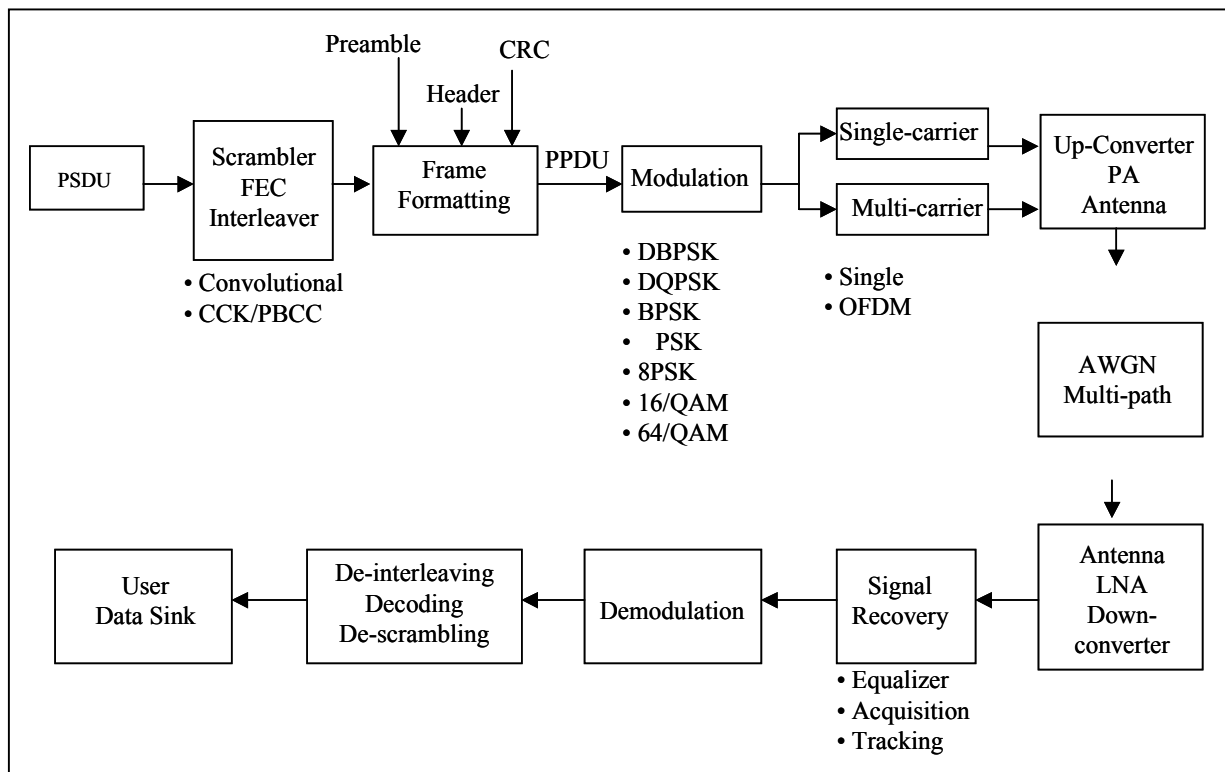 Preamble
CRC
Header
PSDU
Scrambler
FEC
Interleaver
Frame
Formatting
PPDU
Modulation
Single-carrier
Multi-carrier
Up-Converter
PA
Antenna
• Convolutional
• CCK/PBCC
• DBPSK
• DQPSK
• BPSK
• PSK
• 8PSK
• 16/QAM
• 64/QAM
• Single
• OFDM
AWGN
Multi-path
User
Data Sink
De-interleaving
Decoding
De-scrambling
Demodulation
Signal
Recovery
Antenna
LNA
Down-
converter
• Equalizer
• Acquisition
• Tracking